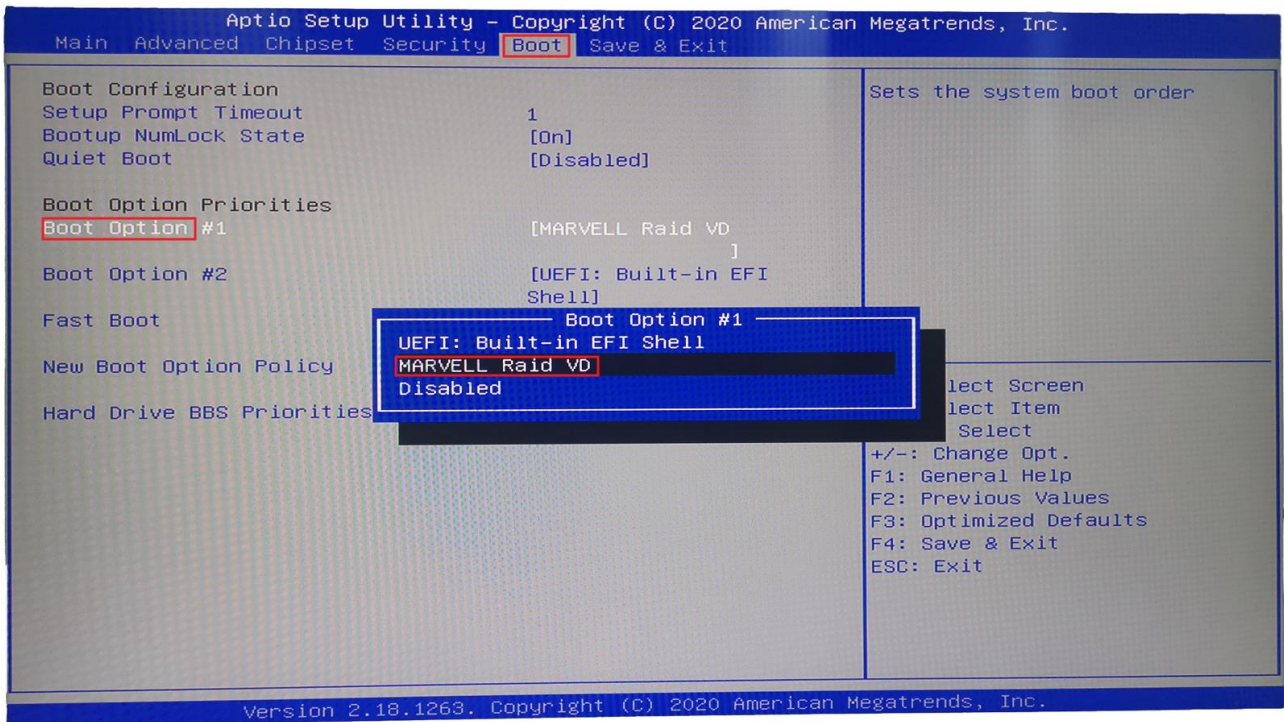 Aptio Setup Utility – Copyright (C) 2020 American Megatrends, Inc.
Main Advanced Chipset Security Boot Save & Exit
Boot Configuration
Setup Prompt Timeout 1
Bootup NumLock State [On]
Quiet Boot [Disabled]
Boot Option Priorities
Boot Option #1 [MARVELL Raid VD
]
Boot Option #2 [UEFI: Built-in EFI
Shell]
Fast Boot
New Boot Option Policy
Hard Drive BBS Priorities
Boot Option #1
UEFI: Built-in EFI Shell
MARVELL Raid VD
Disabled
Sets the system boot order
lect Screen
lect Item
Select
+/-: Change Opt.
F1: General Help
F2: Previous Values
F3: Optimized Defaults
F4: Save & Exit
ESC: Exit
Version 2.18.1263. Copyright (C) 2020 American Megatrends, Inc.